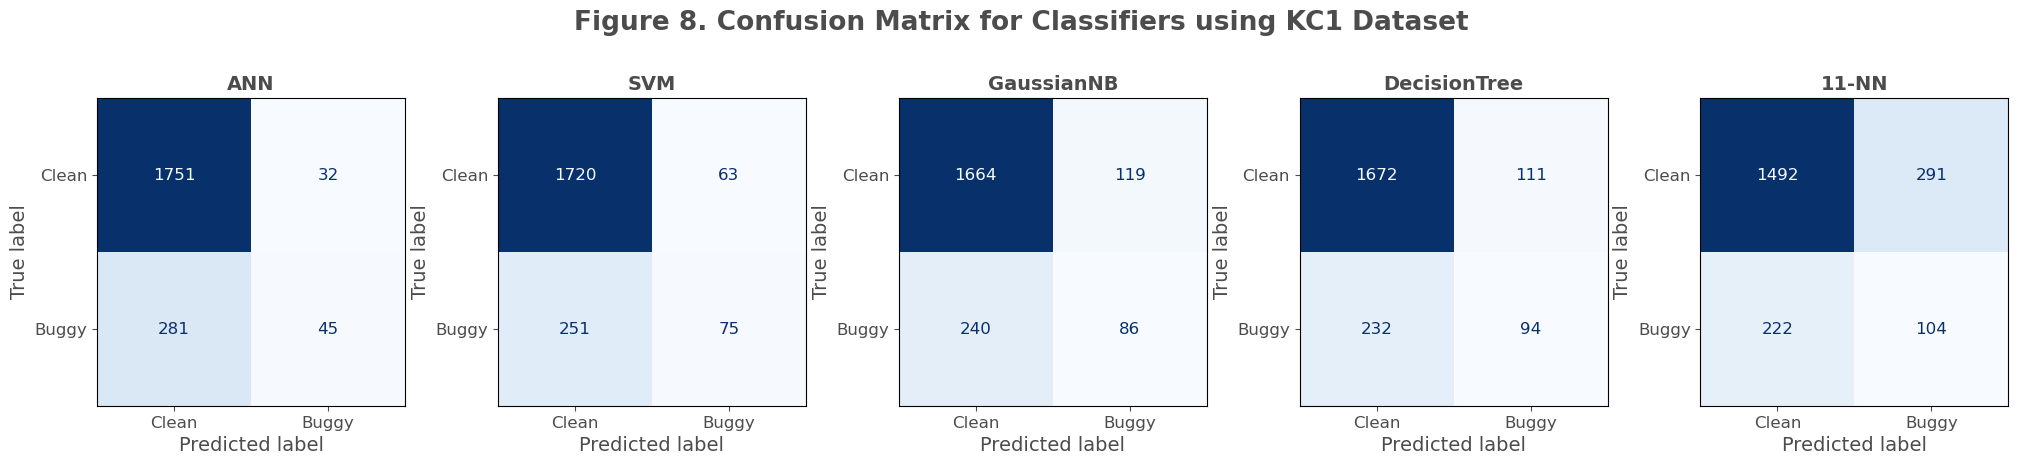 Figure 8. Confusion Matrix for Classifiers using KC1 Dataset
ANN
True label
Clean
1751
32
Buggy
281
45
Clean
Buggy
Predicted label
SVM
True label
Clean
1720
63
Buggy
251
75
Clean
Buggy
Predicted label
GaussianNB
True label
Clean
1664
119
Buggy
240
86
Clean
Buggy
Predicted label
DecisionTree
True label
Clean
1672
111
Buggy
232
94
Clean
Buggy
Predicted label
11-NN
True label
Clean
1492
291
Buggy
222
104
Clean
Buggy
Predicted label